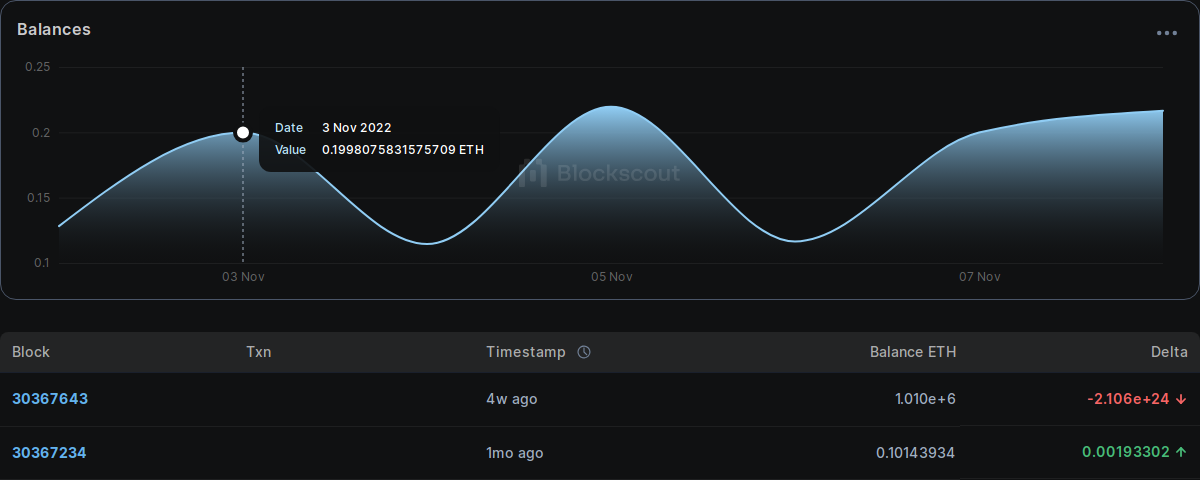 Balances
0.25
0.2
0.15
0.1
Date 3 Nov 2022
Value 0.1998075831575709 ETH
Blockscout
03 Nov 05 Nov 07 Nov
Block Txn Timestamp Balance ETH Delta
30367643 4w ago 1.010e+6 -2.106e+24
30367234 1mo ago 0.10143934 0.00193302